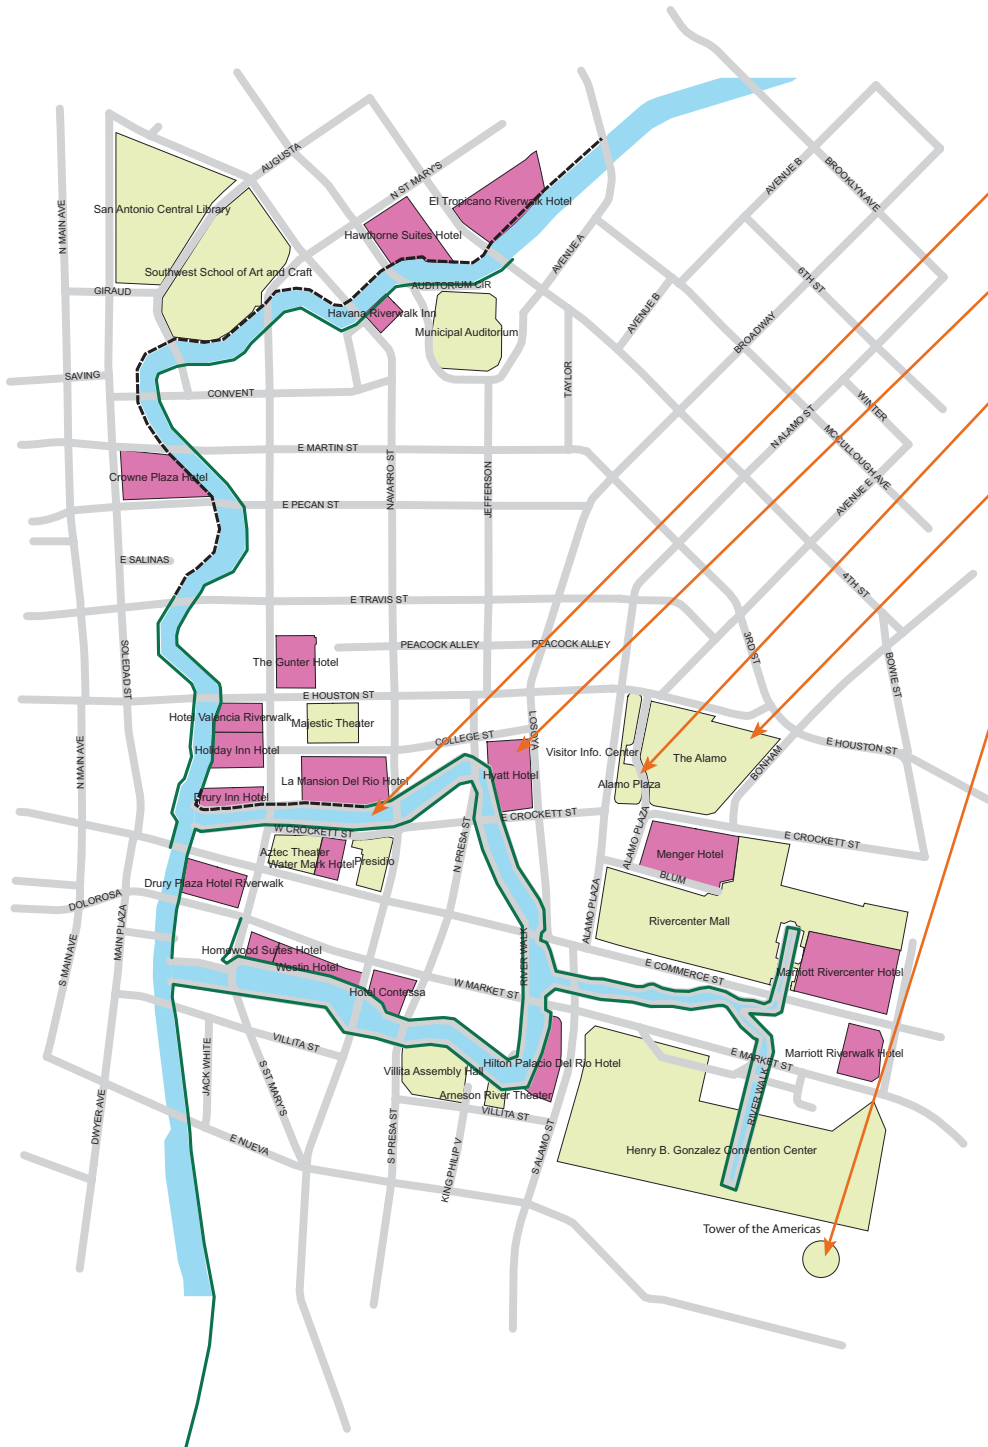 AUGUSTA
N ST MARY'S
AVENUE B
BROOKLYN AVE
San Antonio Central Library
El Tropicano Riverwalk Hotel
N MAIN AVE
Hawthorne Suites Hotel
AVENUE A
Southwest School of Art and Craft
6TH ST
GIRAUD
AUDITORIUM CIR
Havana Riverwalk Inn
AVENUE B
Municipal Auditorium
BROADWAY
SAVING
CONVENT
TAYLOR
WINTER
N ALAMO ST
E MARTIN ST
MCCULLOUGH AVE
Crowne Plaza Hotel
NAVARRO ST
JEFFERSON
AVENUE E
E PECAN ST
E SALINAS
4TH ST
E TRAVIS ST
PEACOCK ALLEY
PEACOCK ALLEY
3RD ST
The Gunter Hotel
SOLEDAD ST
BOWIE ST
E HOUSTON ST
Hotel Valencia Riverwalk
Majestic Theater
LOSOYA
COLLEGE ST
E HOUSTON ST
Holiday Inn Hotel
Visitor Info. Center
The Alamo
N MAIN AVE
La Mansion Del Rio Hotel
Hyatt Hotel
Alamo Plaza
BONHAM
Drury Inn Hotel
E CROCKETT ST
W CROCKETT ST
ALAMO PLAZA
E CROCKETT ST
Aztec Theater
Water Mark Hotel
Presidio
N PRESA ST
Menger Hotel
Drury Plaza Hotel Riverwalk
BLUM
DOLOROSA
MAIN PLAZA
ALAMO PLAZA
Rivercenter Mall
S MAIN AVE
Homewood Suites Hotel
Westin Hotel
RIVER WALK
E COMMERCE ST
Marriott Rivercenter Hotel
Hotel Contessa
W MARKET ST
VILLITA ST
E MARKET ST
Marriott Riverwalk Hotel
JACK WHITE
Villita Assembly Hall
Hilton Palacio Del Rio Hotel
S ST MARY'S
Arneson River Theater
RIVER WALK
DWYER AVE
VILLITA ST
E NUEVA
S PRESA ST
S ALAMO ST
Henry B. Gonzalez Convention Center
KING PHILIP V
Tower of the Americas